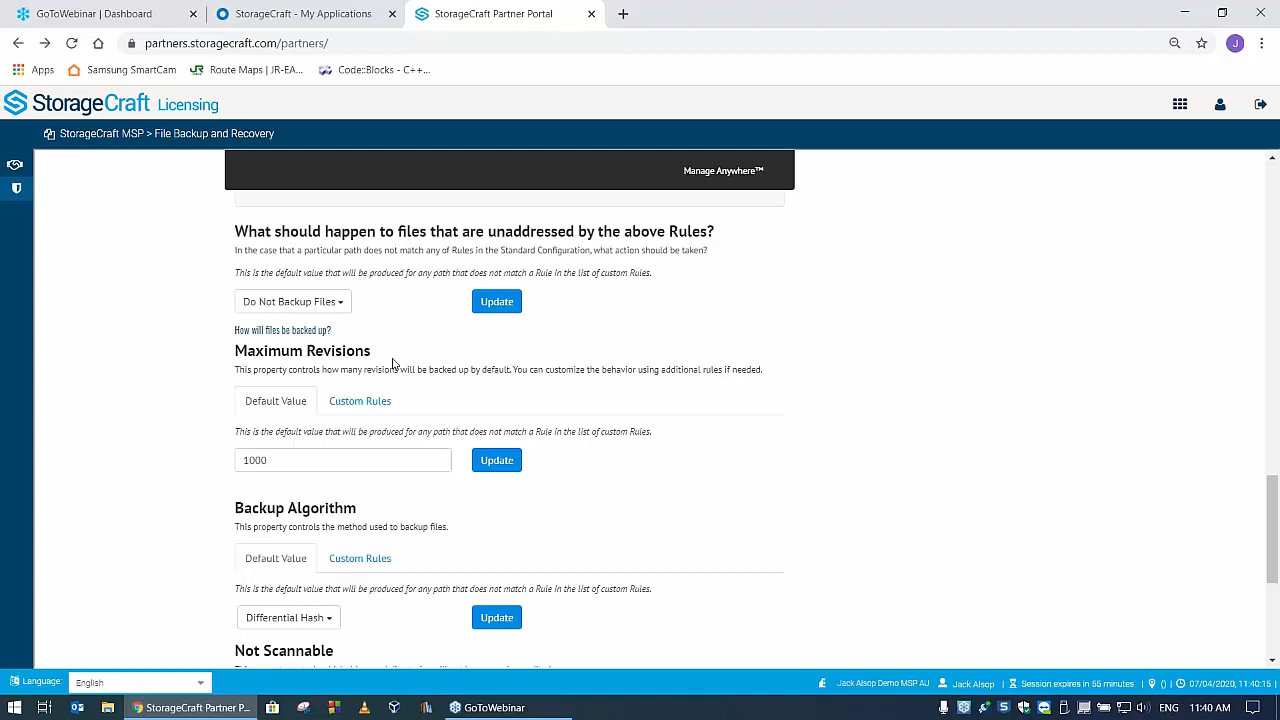 GoToWebinar | Dashboard
StorageCraft - My Applications
StorageCraft Partner Portal
partners.storagecraft.com/partners/
Apps
Samsung SmartCam
Route Maps | JR-EA...
Code::Blocks - C++...
StorageCraft Licensing
StorageCraft MSP > File Backup and Recovery
Manage Anywhere™
What should happen to files that are unaddressed by the above Rules?
In the case that a particular path does not match any of Rules in the Standard Configuration, what action should be taken?
This is the default value that will be produced for any path that does not match a Rule in the list of custom Rules.
Do Not Backup Files
Update
How will files be backed up?
Maximum Revisions
This property controls how many revisions will be backed up by default. You can customize the behavior using additional rules if needed.
Default Value
Custom Rules
This is the default value that will be produced for any path that does not match a Rule in the list of custom Rules.
1000
Update
Backup Algorithm
This property controls the method used to backup files.
Default Value
Custom Rules
This is the default value that will be produced for any path that does not match a Rule in the list of custom Rules.
Differential Hash
Update
Not Scannable
Language:
English
Jack Alsop Demo MSP AU
Jack Alsop
Session expires in 55 minutes
()
07/04/2020, 11:40:15
StorageCraft Partner P...
GoToWebinar
ENG
11:40 AM